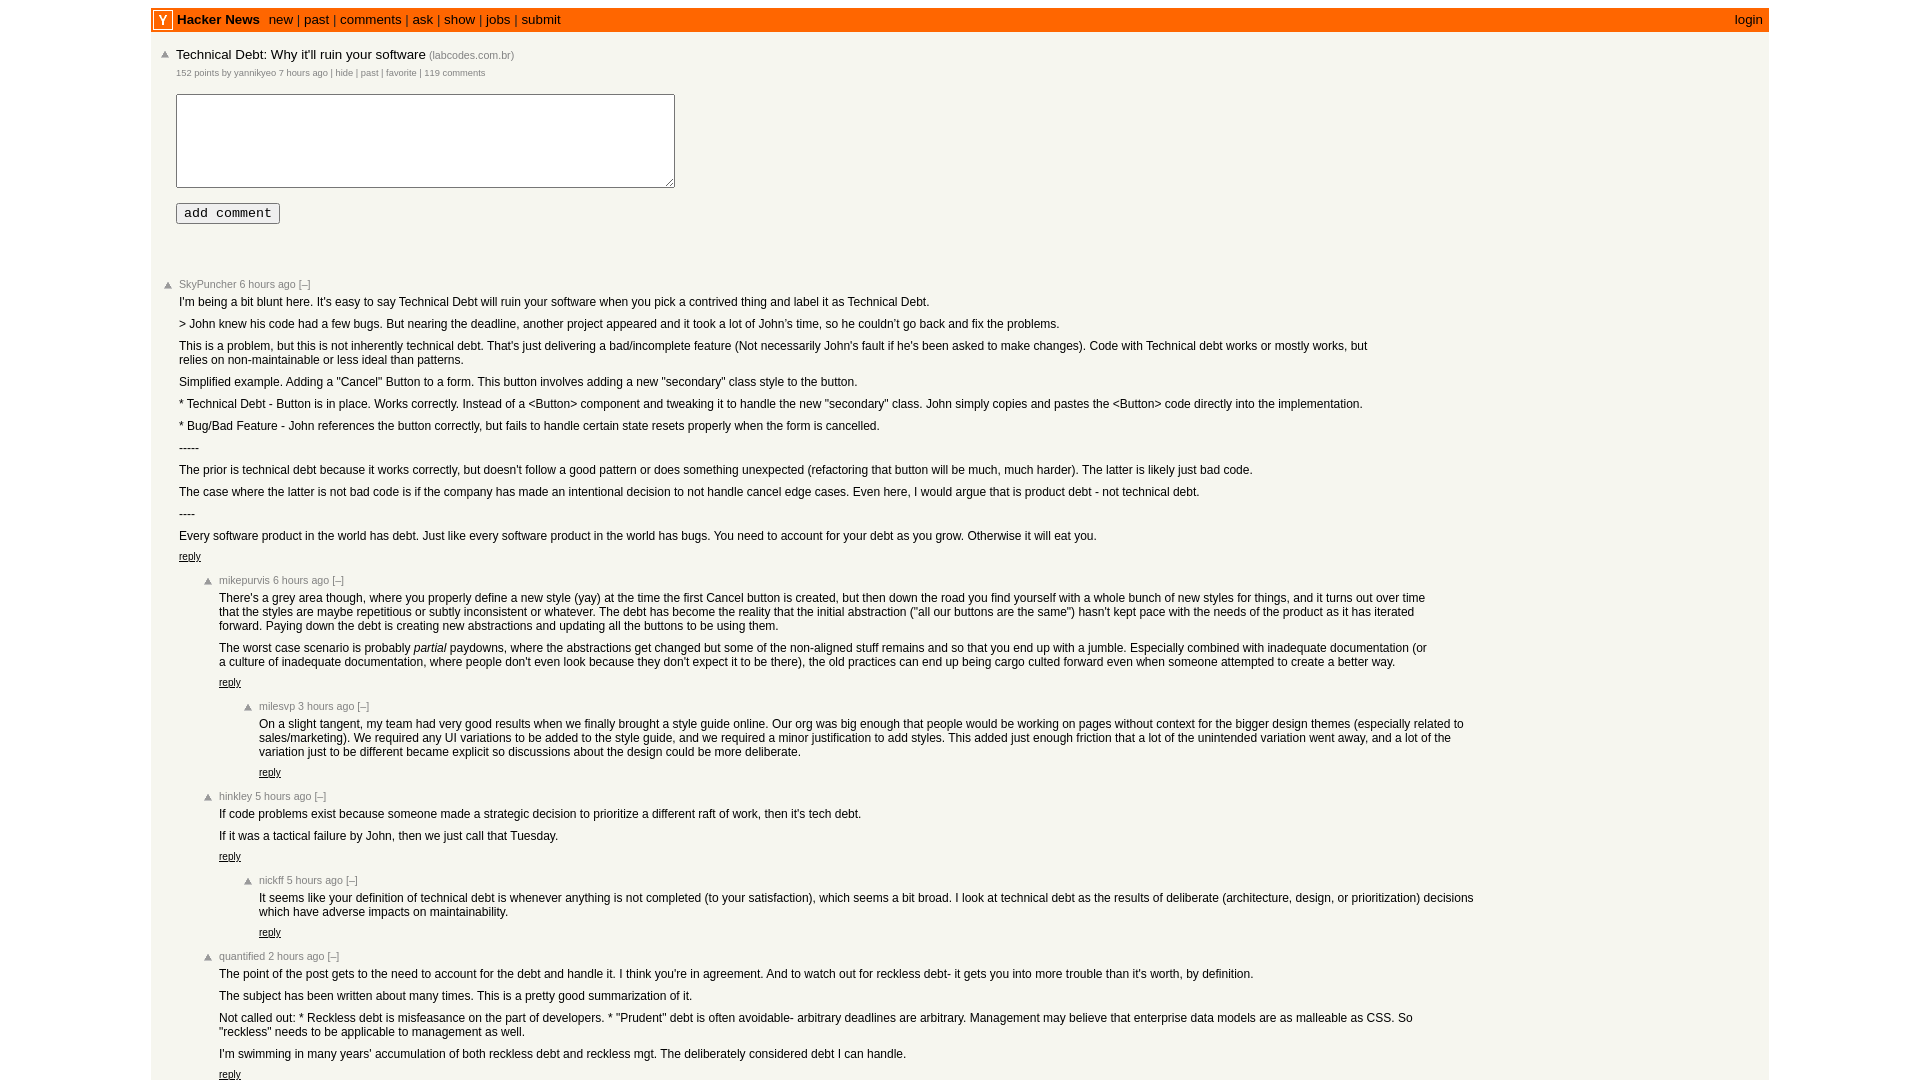 Y Hacker News new | past | comments | ask | show | jobs | submit login
Technical Debt: Why it'll ruin your software (labcodes.com.br)
152 points by yannikyeo 7 hours ago | hide | past | favorite | 119 comments
add comment
SkyPuncher 6 hours ago [–]
I'm being a bit blunt here. It's easy to say Technical Debt will ruin your software when you pick a contrived thing and label it as Technical Debt.
> John knew his code had a few bugs. But nearing the deadline, another project appeared and it took a lot of John’s time, so he couldn’t go back and fix the problems.
This is a problem, but this is not inherently technical debt. That's just delivering a bad/incomplete feature (Not necessarily John's fault if he's been asked to make changes). Code with Technical debt works or mostly works, but
relies on non-maintainable or less ideal than patterns.
Simplified example. Adding a "Cancel" Button to a form. This button involves adding a new "secondary" class style to the button.
* Technical Debt - Button is in place. Works correctly. Instead of a <Button> component and tweaking it to handle the new "secondary" class. John simply copies and pastes the <Button> code directly into the implementation.
* Bug/Bad Feature - John references the button correctly, but fails to handle certain state resets properly when the form is cancelled.
-----
The prior is technical debt because it works correctly, but doesn't follow a good pattern or does something unexpected (refactoring that button will be much, much harder). The latter is likely just bad code.
The case where the latter is not bad code is if the company has made an intentional decision to not handle cancel edge cases. Even here, I would argue that is product debt - not technical debt.
----
Every software product in the world has debt. Just like every software product in the world has bugs. You need to account for your debt as you grow. Otherwise it will eat you.
reply
mikepurvis 6 hours ago [–]
There's a grey area though, where you properly define a new style (yay) at the time the first Cancel button is created, but then down the road you find yourself with a whole bunch of new styles for things, and it turns out over time
that the styles are maybe repetitious or subtly inconsistent or whatever. The debt has become the reality that the initial abstraction ("all our buttons are the same") hasn't kept pace with the needs of the product as it has iterated
forward. Paying down the debt is creating new abstractions and updating all the buttons to be using them.
The worst case scenario is probably partial paydowns, where the abstractions get changed but some of the non-aligned stuff remains and so that you end up with a jumble. Especially combined with inadequate documentation (or
a culture of inadequate documentation, where people don't even look because they don't expect it to be there), the old practices can end up being cargo culted forward even when someone attempted to create a better way.
reply
milesvp 3 hours ago [–]
On a slight tangent, my team had very good results when we finally brought a style guide online. Our org was big enough that people would be working on pages without context for the bigger design themes (especially related to
sales/marketing). We required any UI variations to be added to the style guide, and we required a minor justification to add styles. This added just enough friction that a lot of the unintended variation went away, and a lot of the
variation just to be different became explicit so discussions about the design could be more deliberate.
reply
hinkley 5 hours ago [–]
If code problems exist because someone made a strategic decision to prioritize a different raft of work, then it's tech debt.
If it was a tactical failure by John, then we just call that Tuesday.
reply
nickff 5 hours ago [–]
It seems like your definition of technical debt is whenever anything is not completed (to your satisfaction), which seems a bit broad. I look at technical debt as the results of deliberate (architecture, design, or prioritization) decisions
which have adverse impacts on maintainability.
reply
quantified 2 hours ago [–]
The point of the post gets to the need to account for the debt and handle it. I think you're in agreement. And to watch out for reckless debt- it gets you into more trouble than it's worth, by definition.
The subject has been written about many times. This is a pretty good summarization of it.
Not called out: * Reckless debt is misfeasance on the part of developers. * "Prudent" debt is often avoidable- arbitrary deadlines are arbitrary. Management may believe that enterprise data models are as malleable as CSS. So
"reckless" needs to be applicable to management as well.
I'm swimming in many years' accumulation of both reckless debt and reckless mgt. The deliberately considered debt I can handle.
reply